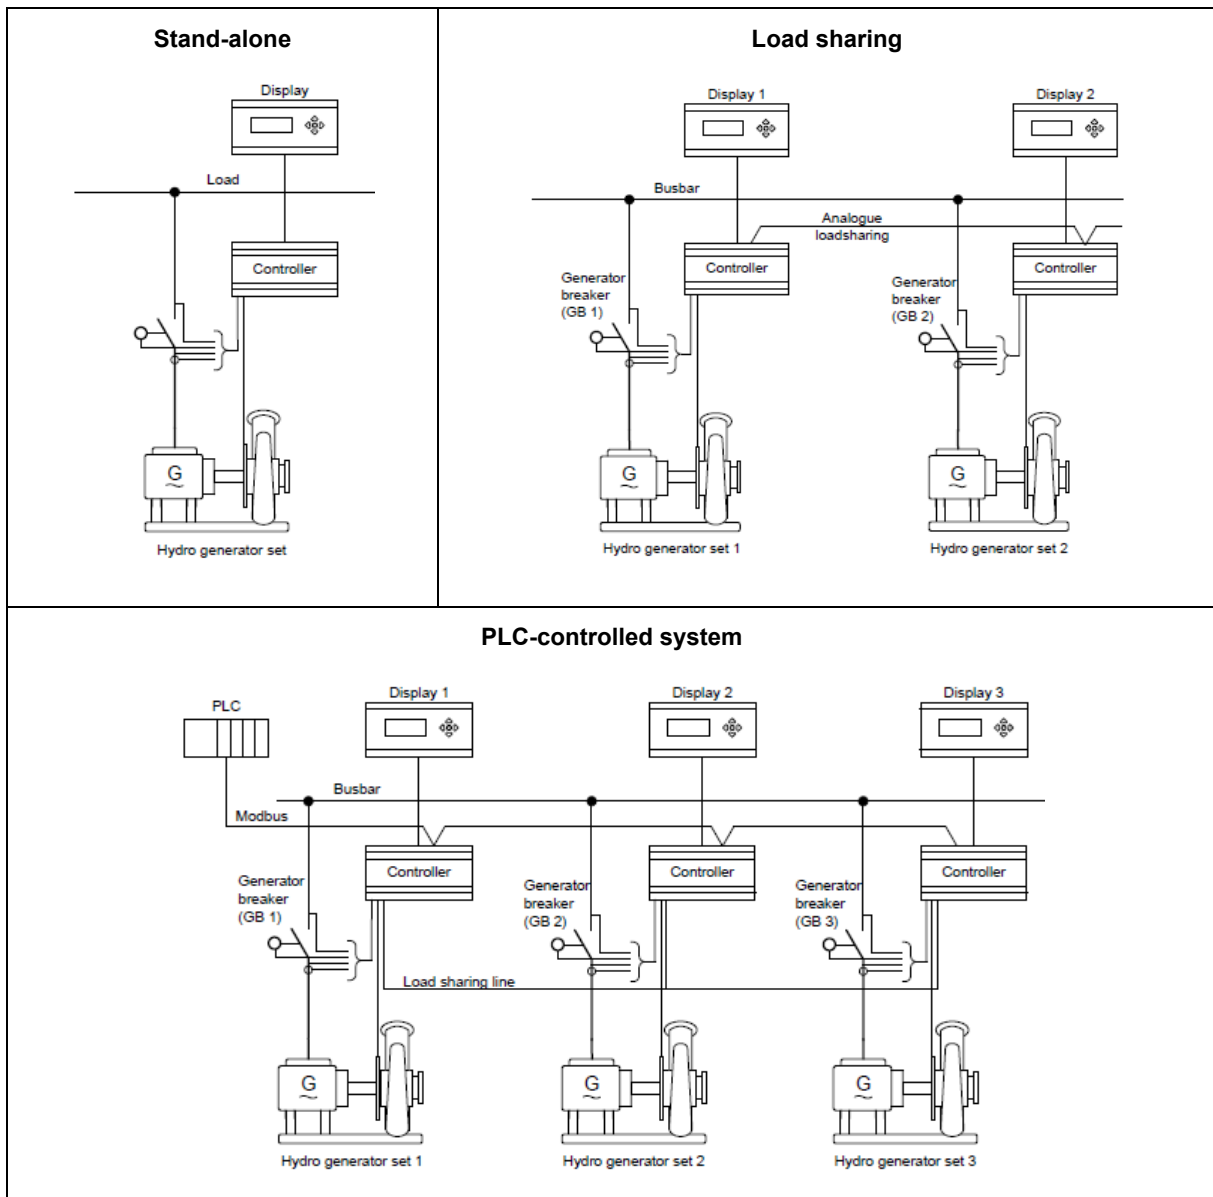 Stand-alone
Display
Load
Controller
G
Hydro generator set
Load sharing
Display 1
Display 2
Busbar
Analogue
loadsharing
Controller
Controller
Generator
breaker
(GB 1)
Generator
breaker
(GB 2)
G
G
Hydro generator set 1
Hydro generator set 2
PLC-controlled system
PLC
Display 1
Display 2
Display 3
Busbar
Modbus
Controller
Controller
Controller
Generator
breaker
(GB 1)
Generator
breaker
(GB 2)
Generator
breaker
(GB 3)
Load sharing line
G
G
G
Hydro generator set 1
Hydro generator set 2
Hydro generator set 3